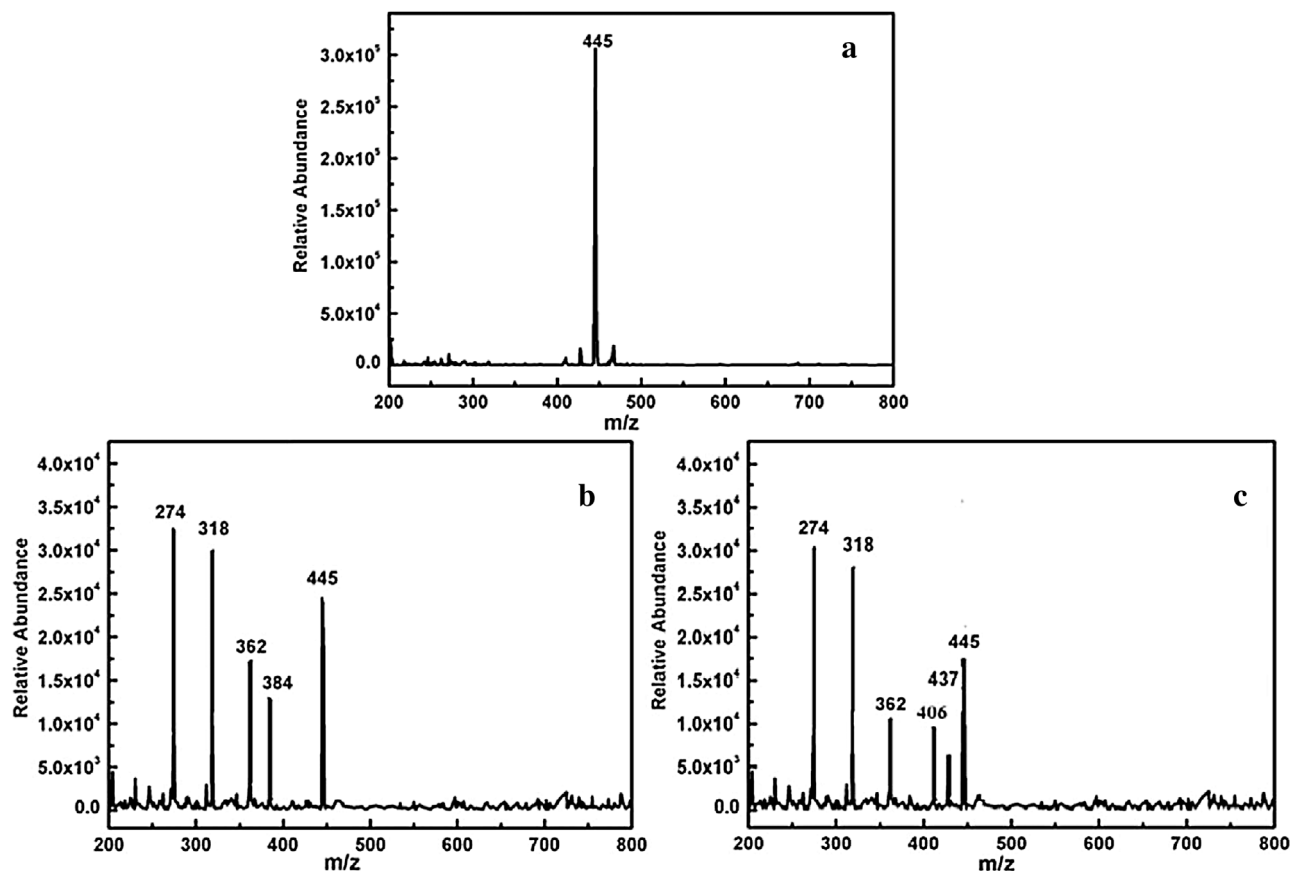 a
445
3.0x10⁵
2.5x10⁵
2.0x10⁵
1.5x10⁵
1.0x10⁵
5.0x10⁴
0.0
Relative Abundance
200 300 400 500 600 700 800
m/z
b
4.0x10⁴
3.5x10⁴
3.0x10⁴
2.5x10⁴
2.0x10⁴
1.5x10⁴
1.0x10⁴
5.0x10³
0.0
Relative Abundance
274
318
362
384
445
200 300 400 500 600 700 800
m/z
c
4.0x10⁴
3.5x10⁴
3.0x10⁴
2.5x10⁴
2.0x10⁴
1.5x10⁴
1.0x10⁴
5.0x10³
0.0
Relative Abundance
274
318
362
406
437
445
200 300 400 500 600 700 800
m/z